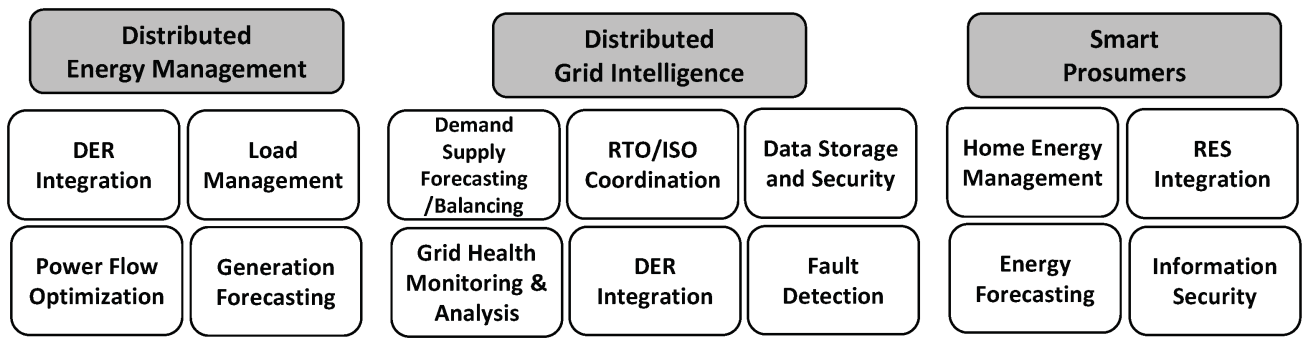 Distributed
Energy Management
Distributed
Grid Intelligence
Smart
Prosumers
DER
Integration
Load
Management
Demand
Supply
Forecasting
/Balancing
RTO/ISO
Coordination
Data Storage
and Security
Home Energy
Management
RES
Integration
Power Flow
Optimization
Generation
Forecasting
Grid Health
Monitoring &
Analysis
DER
Integration
Fault
Detection
Energy
Forecasting
Information
Security